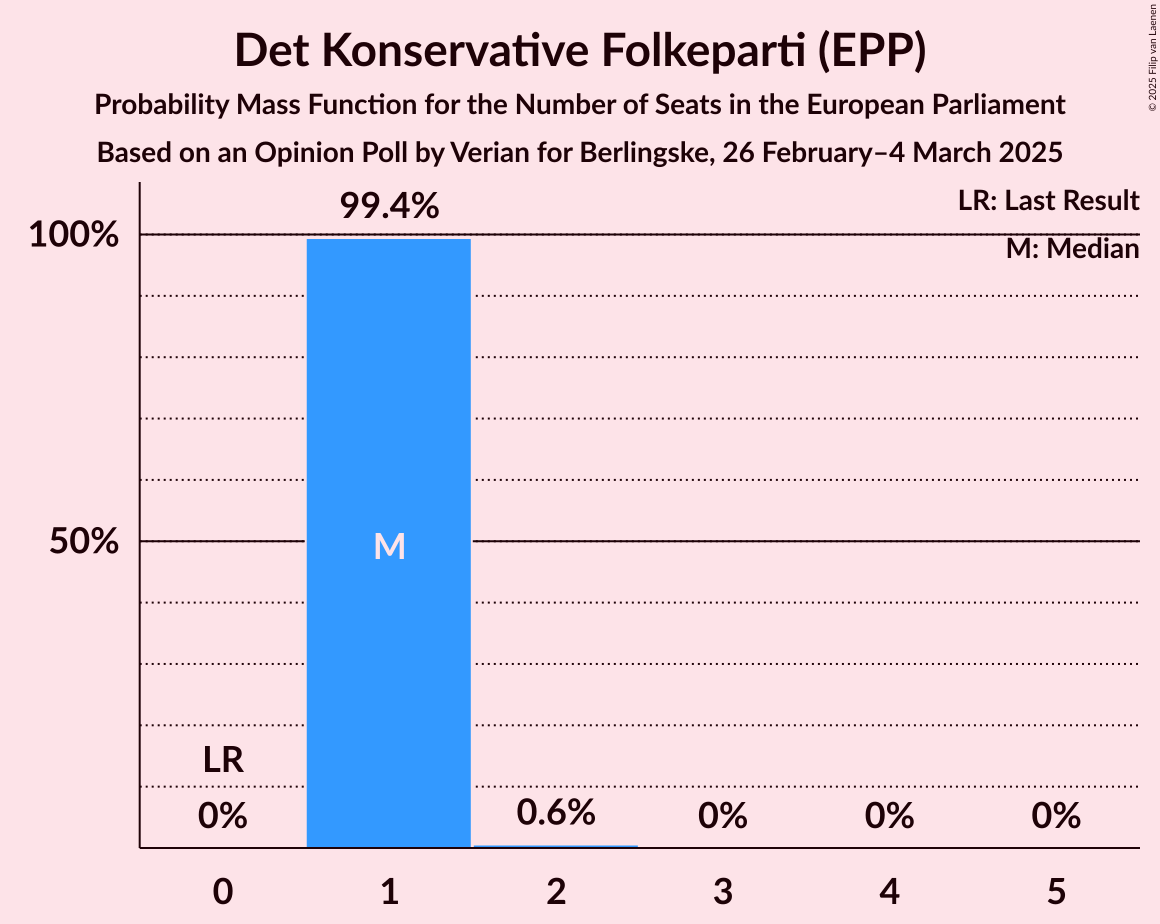 Det Konservative Folkeparti (EPP)
Probability Mass Function for the Number of Seats in the European Parliament
Based on an Opinion Poll by Verian for Berlingske, 26 February–4 March 2025
© 2025 Filip van Laenen
LR: Last Result
M: Median
100%
50%
99.4%
M
LR
0%
0.6%
0%
0%
0%
0
1
2
3
4
5